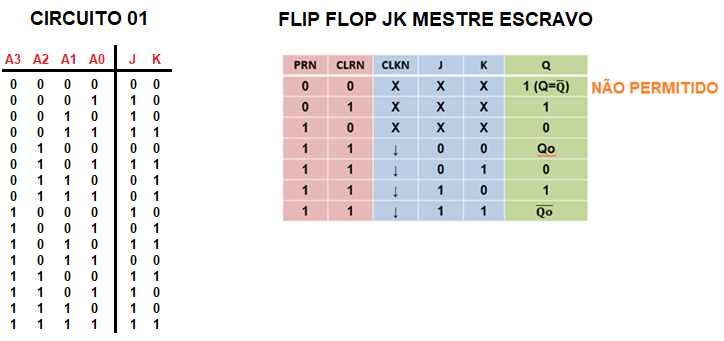 CIRCUITO 01
A3 A2 A1 A0 J K
0 0 0 0 0 0
0 0 0 1 1 0
0 0 1 0 0 1
0 0 1 1 1 1
0 1 0 0 0 0
0 1 0 1 1 1
0 1 1 0 0 1
0 1 1 1 1 0
1 0 0 0 1 0
1 0 0 1 0 1
1 0 1 0 0 1
1 0 1 1 0 0
1 1 0 0 1 1
1 1 0 1 0 1
1 1 1 0 1 0
1 1 1 1 1 1
FLIP FLOP JK MESTRE ESCRAVO
PRN CLRN CLKN J K Q
0 0 X X X 1 (Q=Q̅) NÃO PERMITIDO
0 1 X X X 1
1 0 X X X 0
1 1 ↓ 0 0 Qo
1 1 ↓ 0 1 0
1 1 ↓ 1 0 1
1 1 ↓ 1 1 Q̅o̅